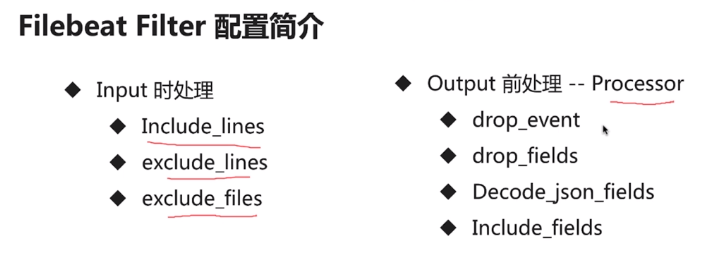 Filebeat Filter 配置简介
◆ Input 时处理
◆ Include_lines
◆ exclude_lines
◆ exclude_files
◆ Output 前处理 -- Processor
◆ drop_event
◆ drop_fields
◆ Decode_json_fields
◆ Include_fields